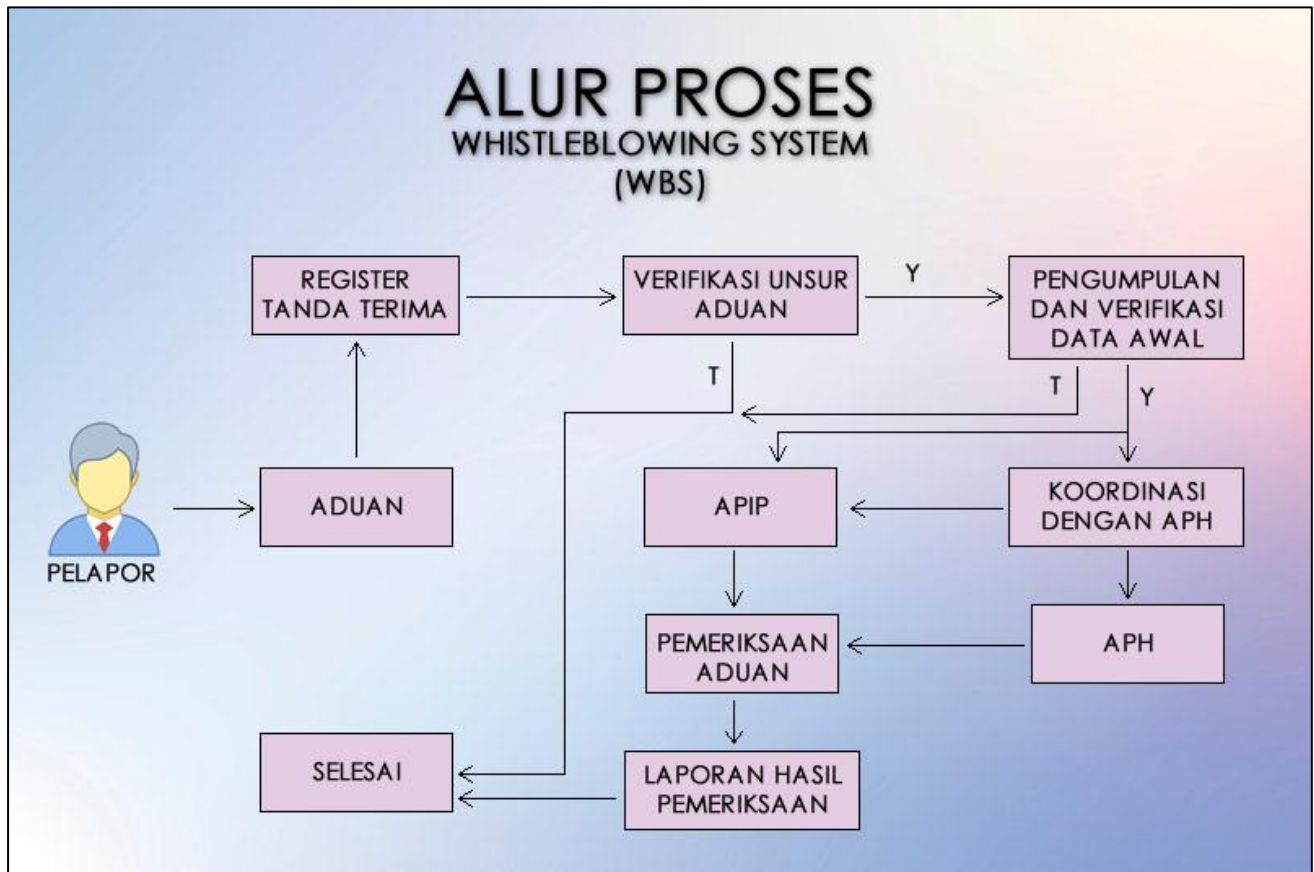 ALUR PROSES
WHISTLEBLOWING SYSTEM
(WBS)
REGISTER
TANDA TERIMA
VERIFIKASI UNSUR
ADUAN
Y
PENGUMPULAN
DAN VERIFIKASI
DATA AWAL
T
T
Y
PELAPOR
ADUAN
APIP
KOORDINASI
DENGAN APH
PEMERIKSAAN
ADUAN
APH
SELESAI
LAPORAN HASIL
PEMERIKSAAN